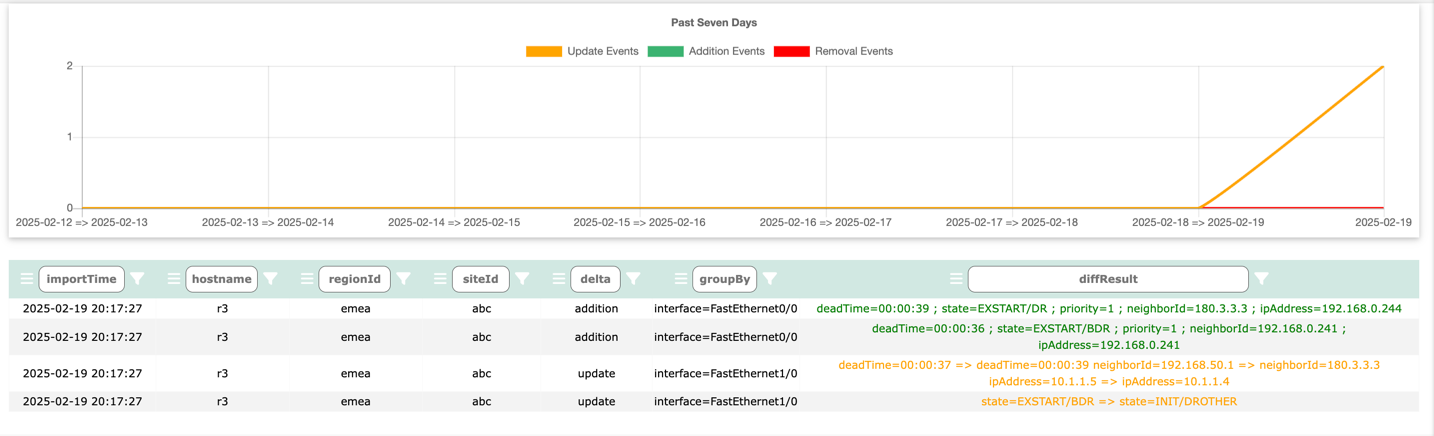 Past Seven Days
Update Events Addition Events Removal Events
2
1
0
2025-02-12 => 2025-02-13 2025-02-13 => 2025-02-14 2025-02-14 => 2025-02-15 2025-02-15 => 2025-02-16 2025-02-16 => 2025-02-17 2025-02-17 => 2025-02-18 2025-02-18 => 2025-02-19 2025-02-19
importTime hostname regionId siteId delta groupBy diffResult
2025-02-19 20:17:27 r3 emea abc addition interface=FastEthernet0/0 deadTime=00:00:39 ; state=EXSTART/DR ; priority=1 ; neighborId=180.3.3.3 ; ipAddress=192.168.0.244
2025-02-19 20:17:27 r3 emea abc addition interface=FastEthernet0/0 deadTime=00:00:36 ; state=EXSTART/BDR ; priority=1 ; neighborId=192.168.0.241 ;
ipAddress=192.168.0.241
2025-02-19 20:17:27 r3 emea abc update interface=FastEthernet1/0 deadTime=00:00:37 => deadTime=00:00:39 neighborId=192.168.50.1 => neighborId=180.3.3.3
ipAddress=10.1.1.5 => ipAddress=10.1.1.4
2025-02-19 20:17:27 r3 emea abc update interface=FastEthernet1/0 state=EXSTART/BDR => state=INIT/DROTHER